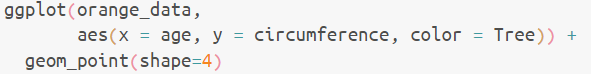 ggplot(orange_data,
       aes(x = age, y = circumference, color = Tree)) +
  geom_point(shape=4)